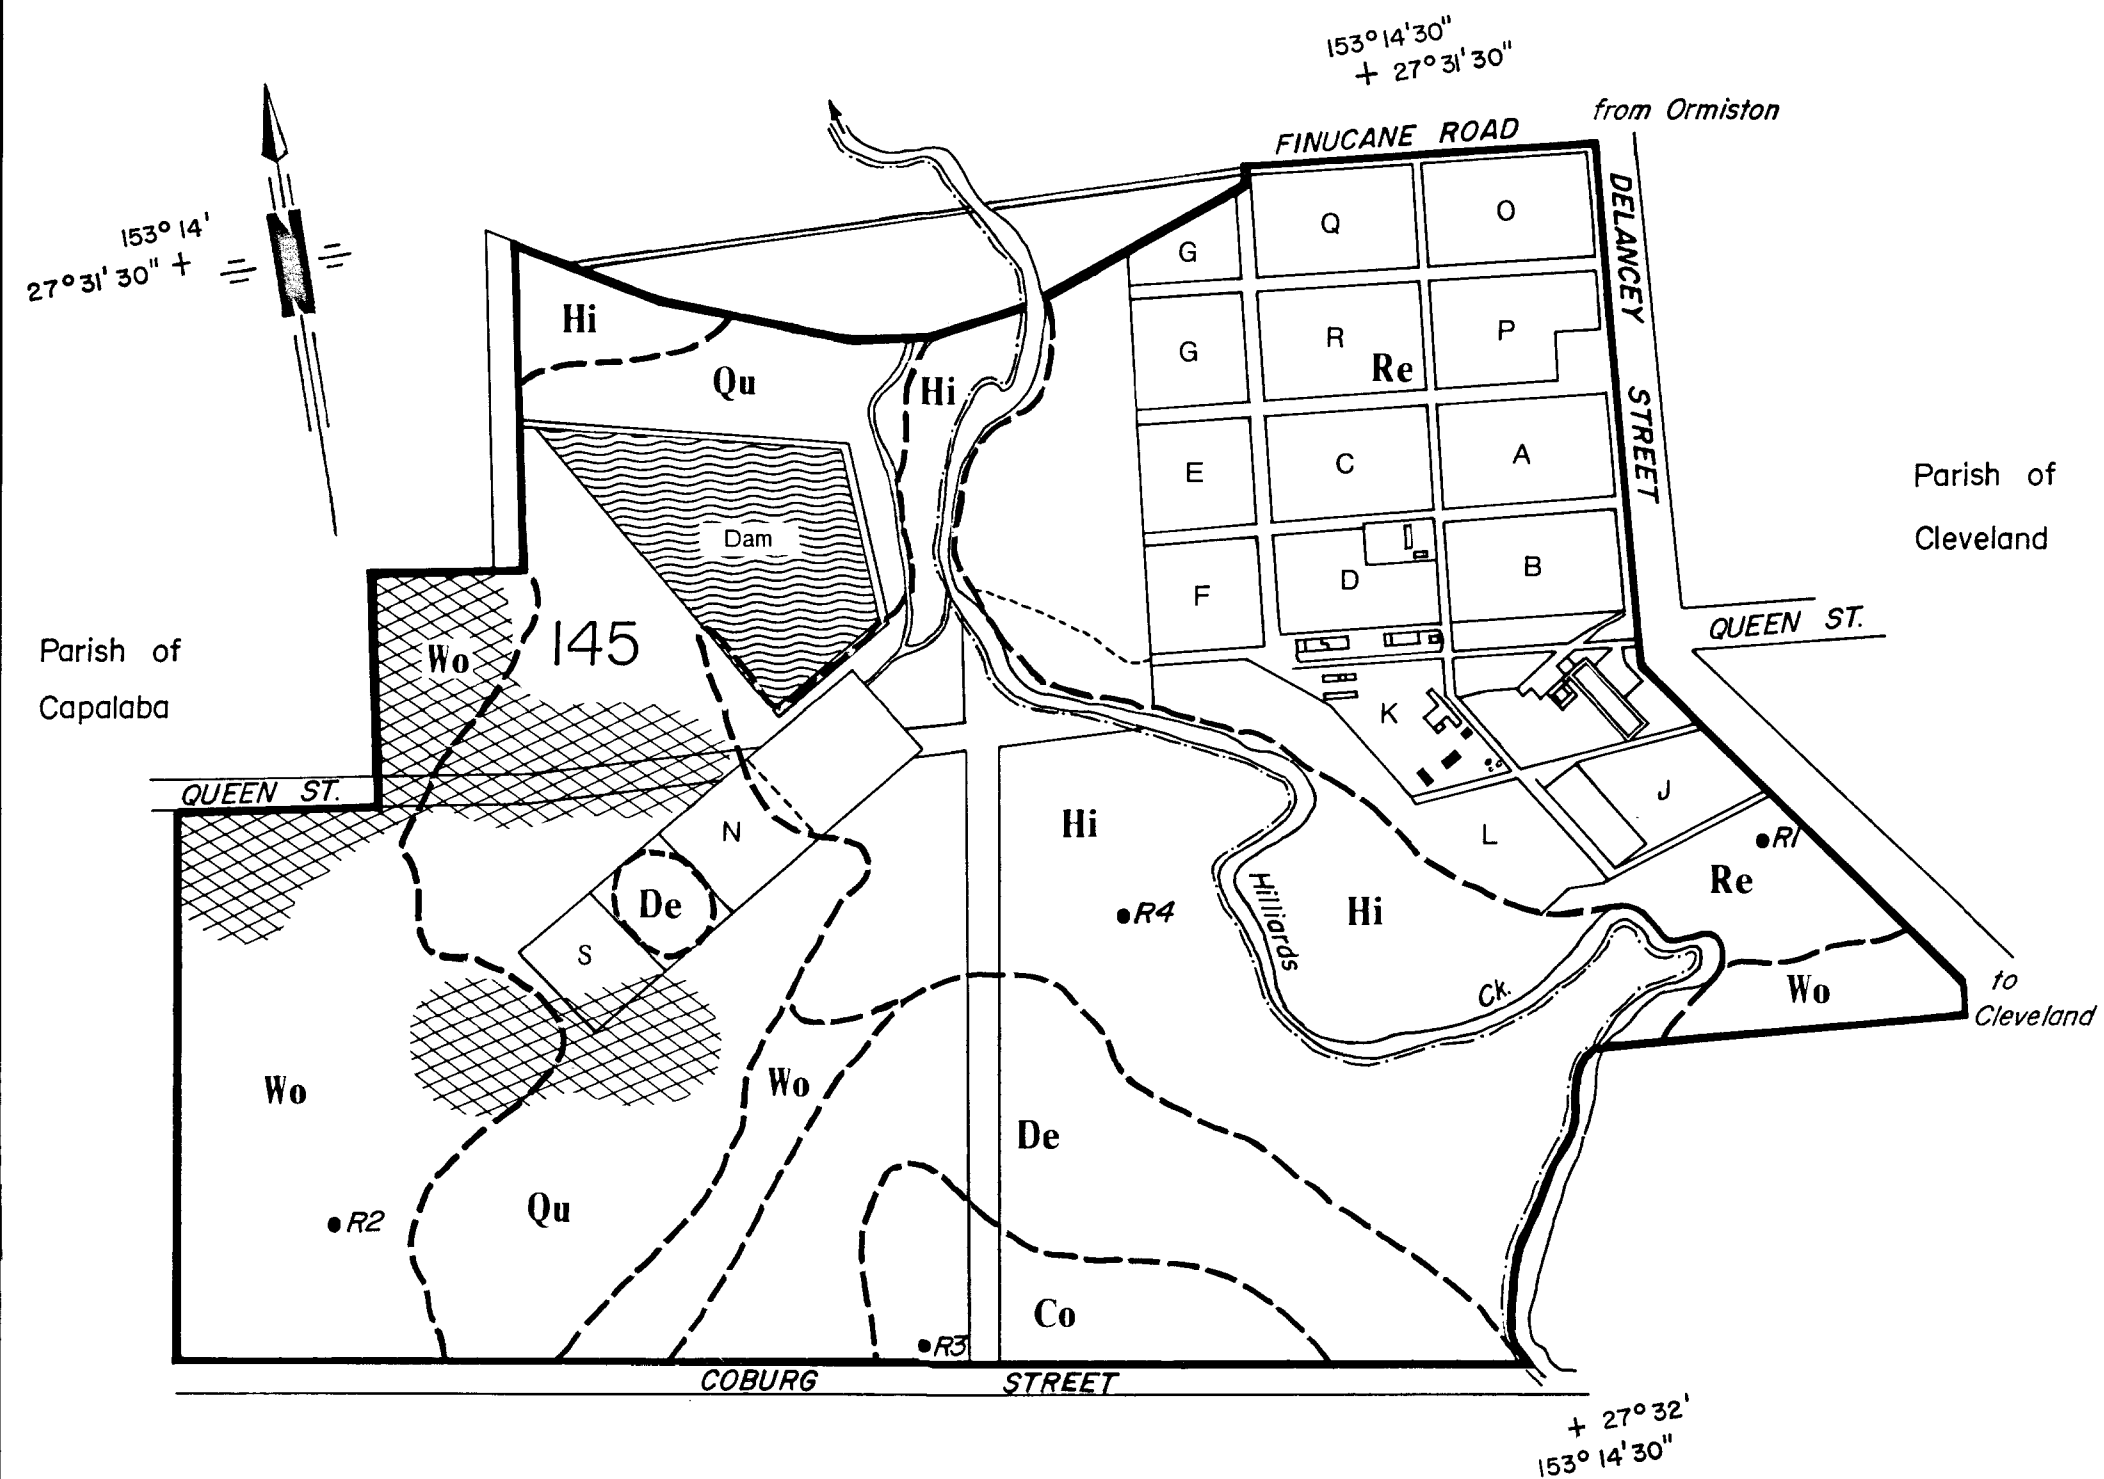 153°14'30"
+ 27°31'30"
from Ormiston
FINUCANE ROAD
DELANCEY STREET
153° 14'
27°31'30" +
N
Q
O
G
Hi
Qu
Hi
G
R
P
Re
E
C
A
Parish of
Cleveland
Dam
F
D
B
QUEEN ST.
Parish of
Capalaba
Wo
145
K
QUEEN ST.
J
N
Hi
L
R1
De
Re
R4
Hi
Hilliards
Ck.
S
Wo
to
Cleveland
Wo
Wo
De
R2
Qu
Co
R3
COBURG STREET
+ 27°32'
153°14'30"